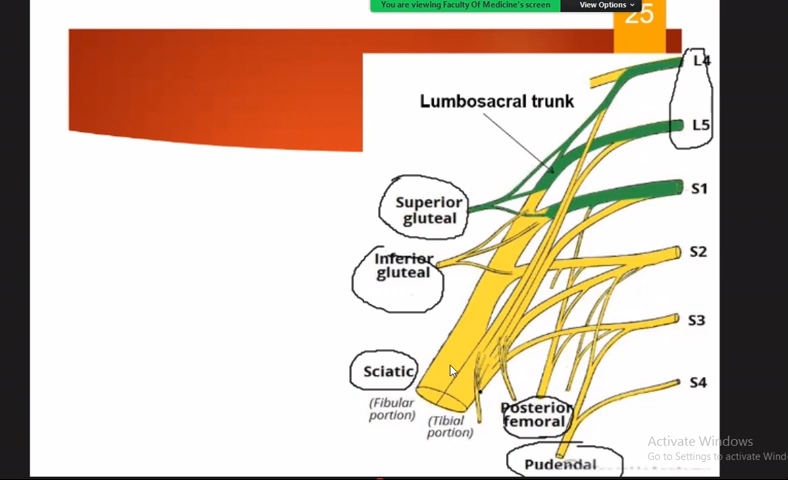 You are viewing Faculty Of Medicine's screen
View Options
25
L4
Lumbosacral trunk
L5
S1
Superior
gluteal
S2
Inferior
gluteal
S3
Sciatic
S4
(Fibular
portion)
(Tibial
portion)
Posterior
femoral
Pudendal
Activate Windows
Go to Settings to activate Wind